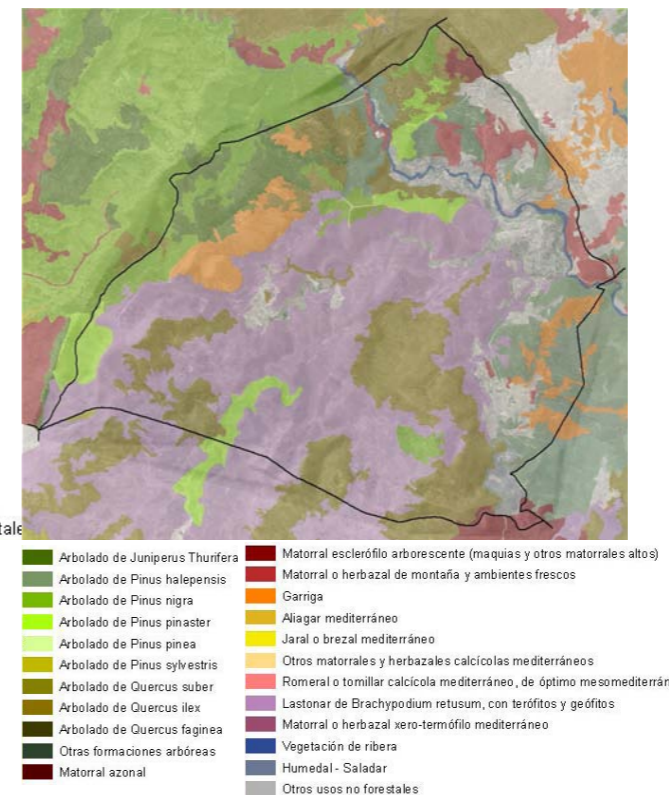 tale
Arbolado de Juniperus Thurifera
Arbolado de Pinus halepensis
Arbolado de Pinus nigra
Arbolado de Pinus pinaster
Arbolado de Pinus pinea
Arbolado de Pinus sylvestris
Arbolado de Quercus suber
Arbolado de Quercus ilex
Arbolado de Quercus faginea
Otras formaciones arbóreas
Matorral azonal
Matorral esclerófilo arborescente (maquias y otros matorrales altos)
Matorral o herbazal de montaña y ambientes frescos
Garriga
Aliagar mediterráneo
Jaral o brezal mediterráneo
Otros matorrales y herbazales calcícolas mediterráneos
Romeral o tomillar calcícola mediterráneo, de óptimo mesomediterrán
Lastonar de Brachypodium retusum, con terófitos y geófitos
Matorral o herbazal xero-termófilo mediterráneo
Vegetación de ribera
Humedal - Saladar
Otros usos no forestales